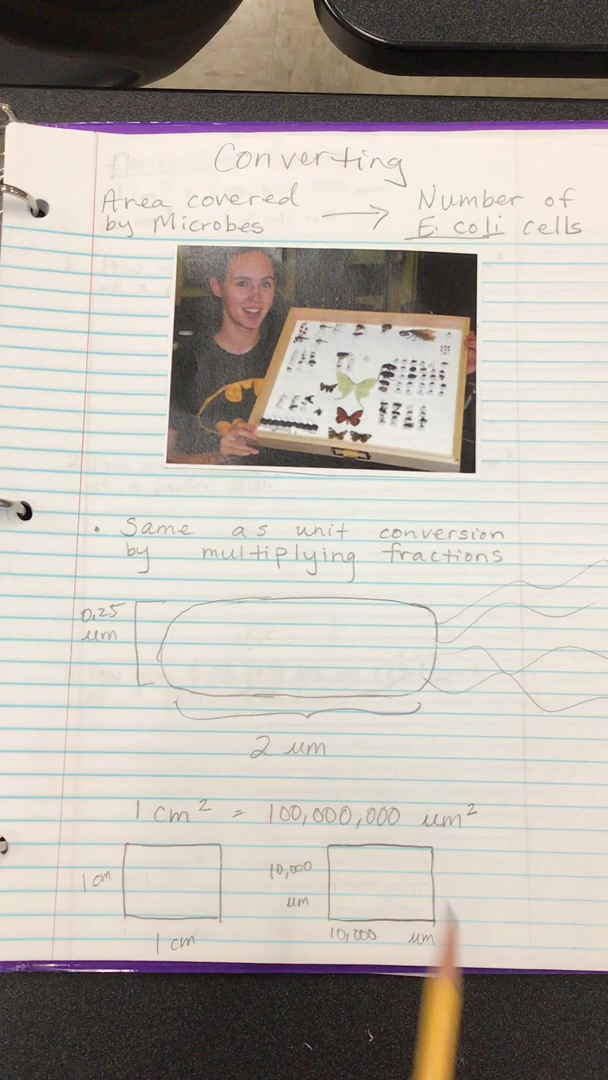 Converting
Area covered
by Microbes
Number of
E. coli cells
• Same as unit conversion
by multiplying fractions
0.25
um
2 um
1 cm² = 100,000,000 um²
1 cm
1 cm
10,000
um
10,000 um